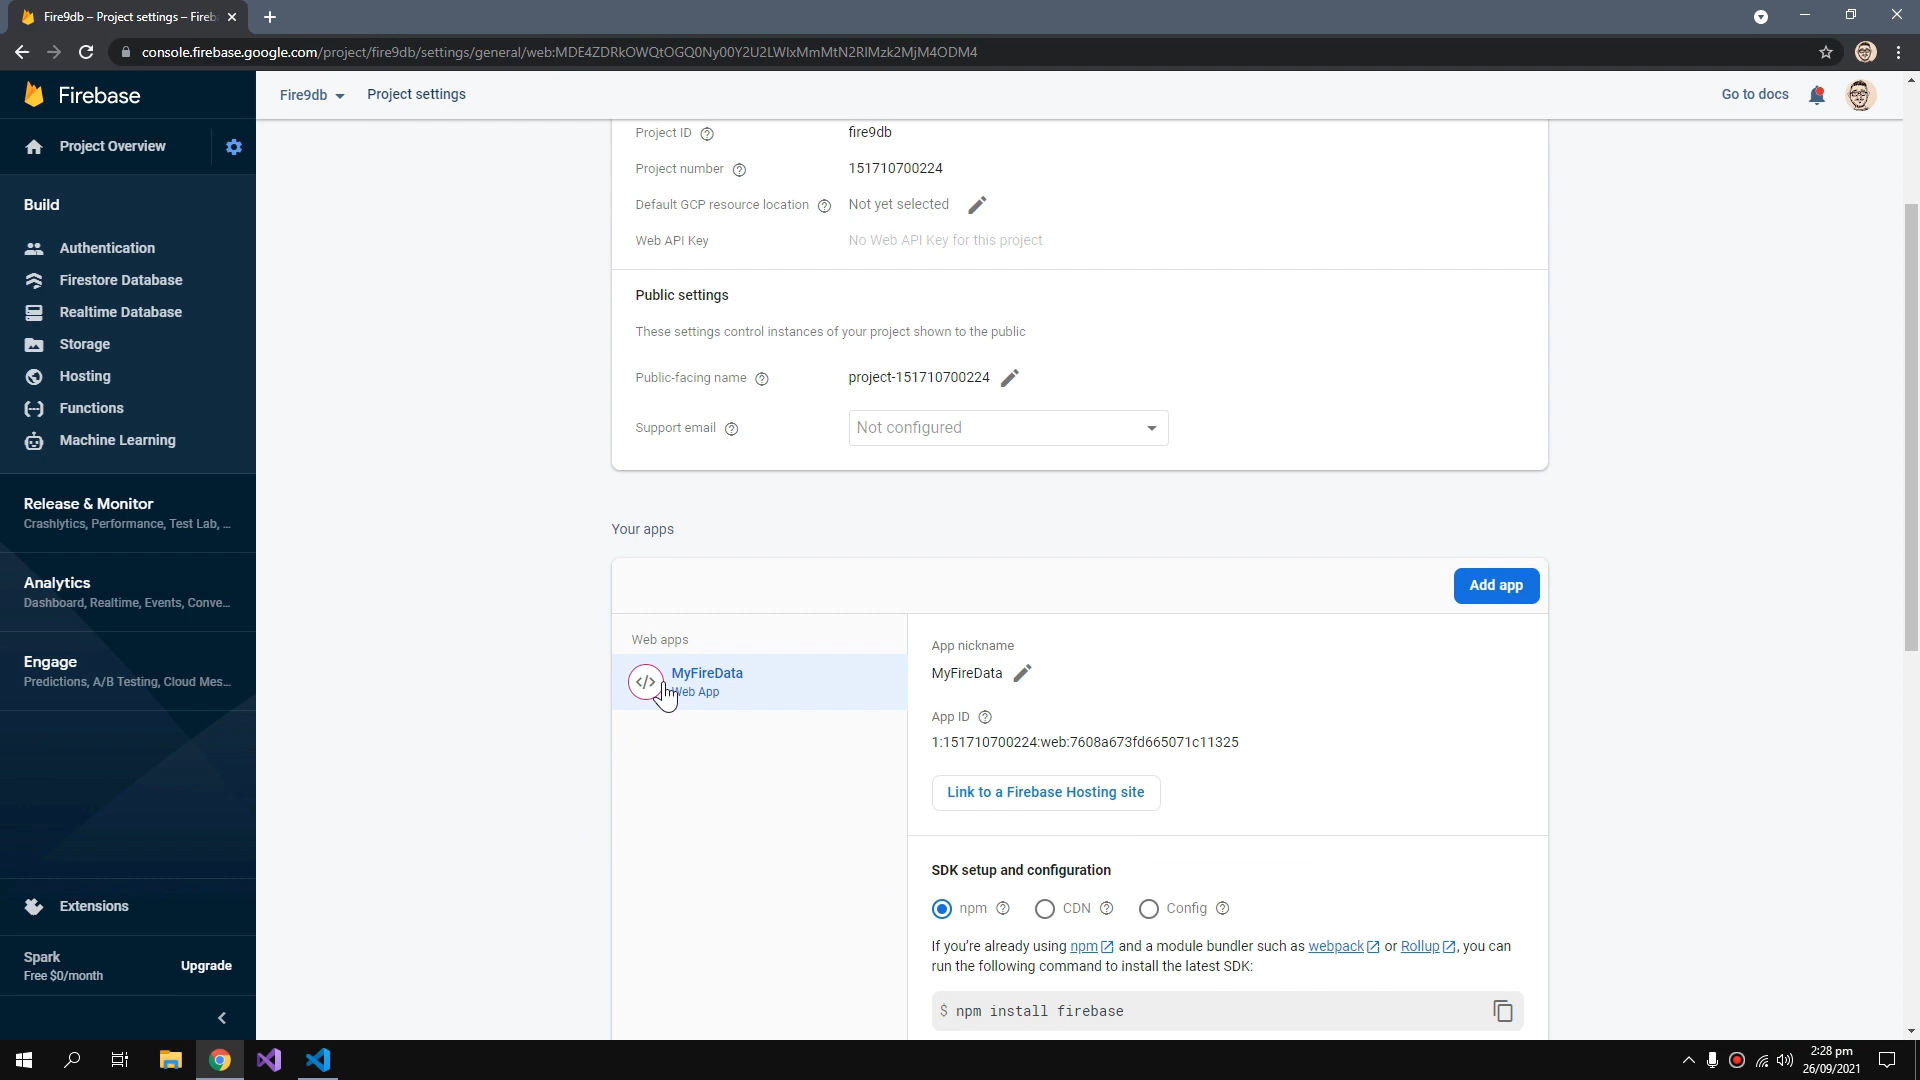 Fire9db – Project settings – Fireb
console.firebase.google.com/project/fire9db/settings/general/web:MDE4ZDRkOWQtOGQ0Ny00Y2U2LWIxMmMtN2RlMzk2MjM4ODM4
Firebase
Fire9db
Project settings
Go to docs
Project Overview
Build
Authentication
Firestore Database
Realtime Database
Storage
Hosting
Functions
Machine Learning
Release & Monitor
Crashlytics, Performance, Test Lab, ...
Analytics
Dashboard, Realtime, Events, Conve...
Engage
Predictions, A/B Testing, Cloud Mes...
Extensions
Spark
Free $0/month
Upgrade
Project ID
fire9db
Project number
151710700224
Default GCP resource location
Not yet selected
Web API Key
No Web API Key for this project
Public settings
These settings control instances of your project shown to the public
Public-facing name
project-151710700224
Support email
Not configured
Your apps
Add app
Web apps
MyFireData
Web App
App nickname
MyFireData
App ID
1:151710700224:web:7608a673fd665071c11325
Link to a Firebase Hosting site
SDK setup and configuration
npm
CDN
Config
If you're already using npm and a module bundler such as webpack or Rollup, you can
run the following command to install the latest SDK:
$ npm install firebase
2:28 pm
26/09/2021